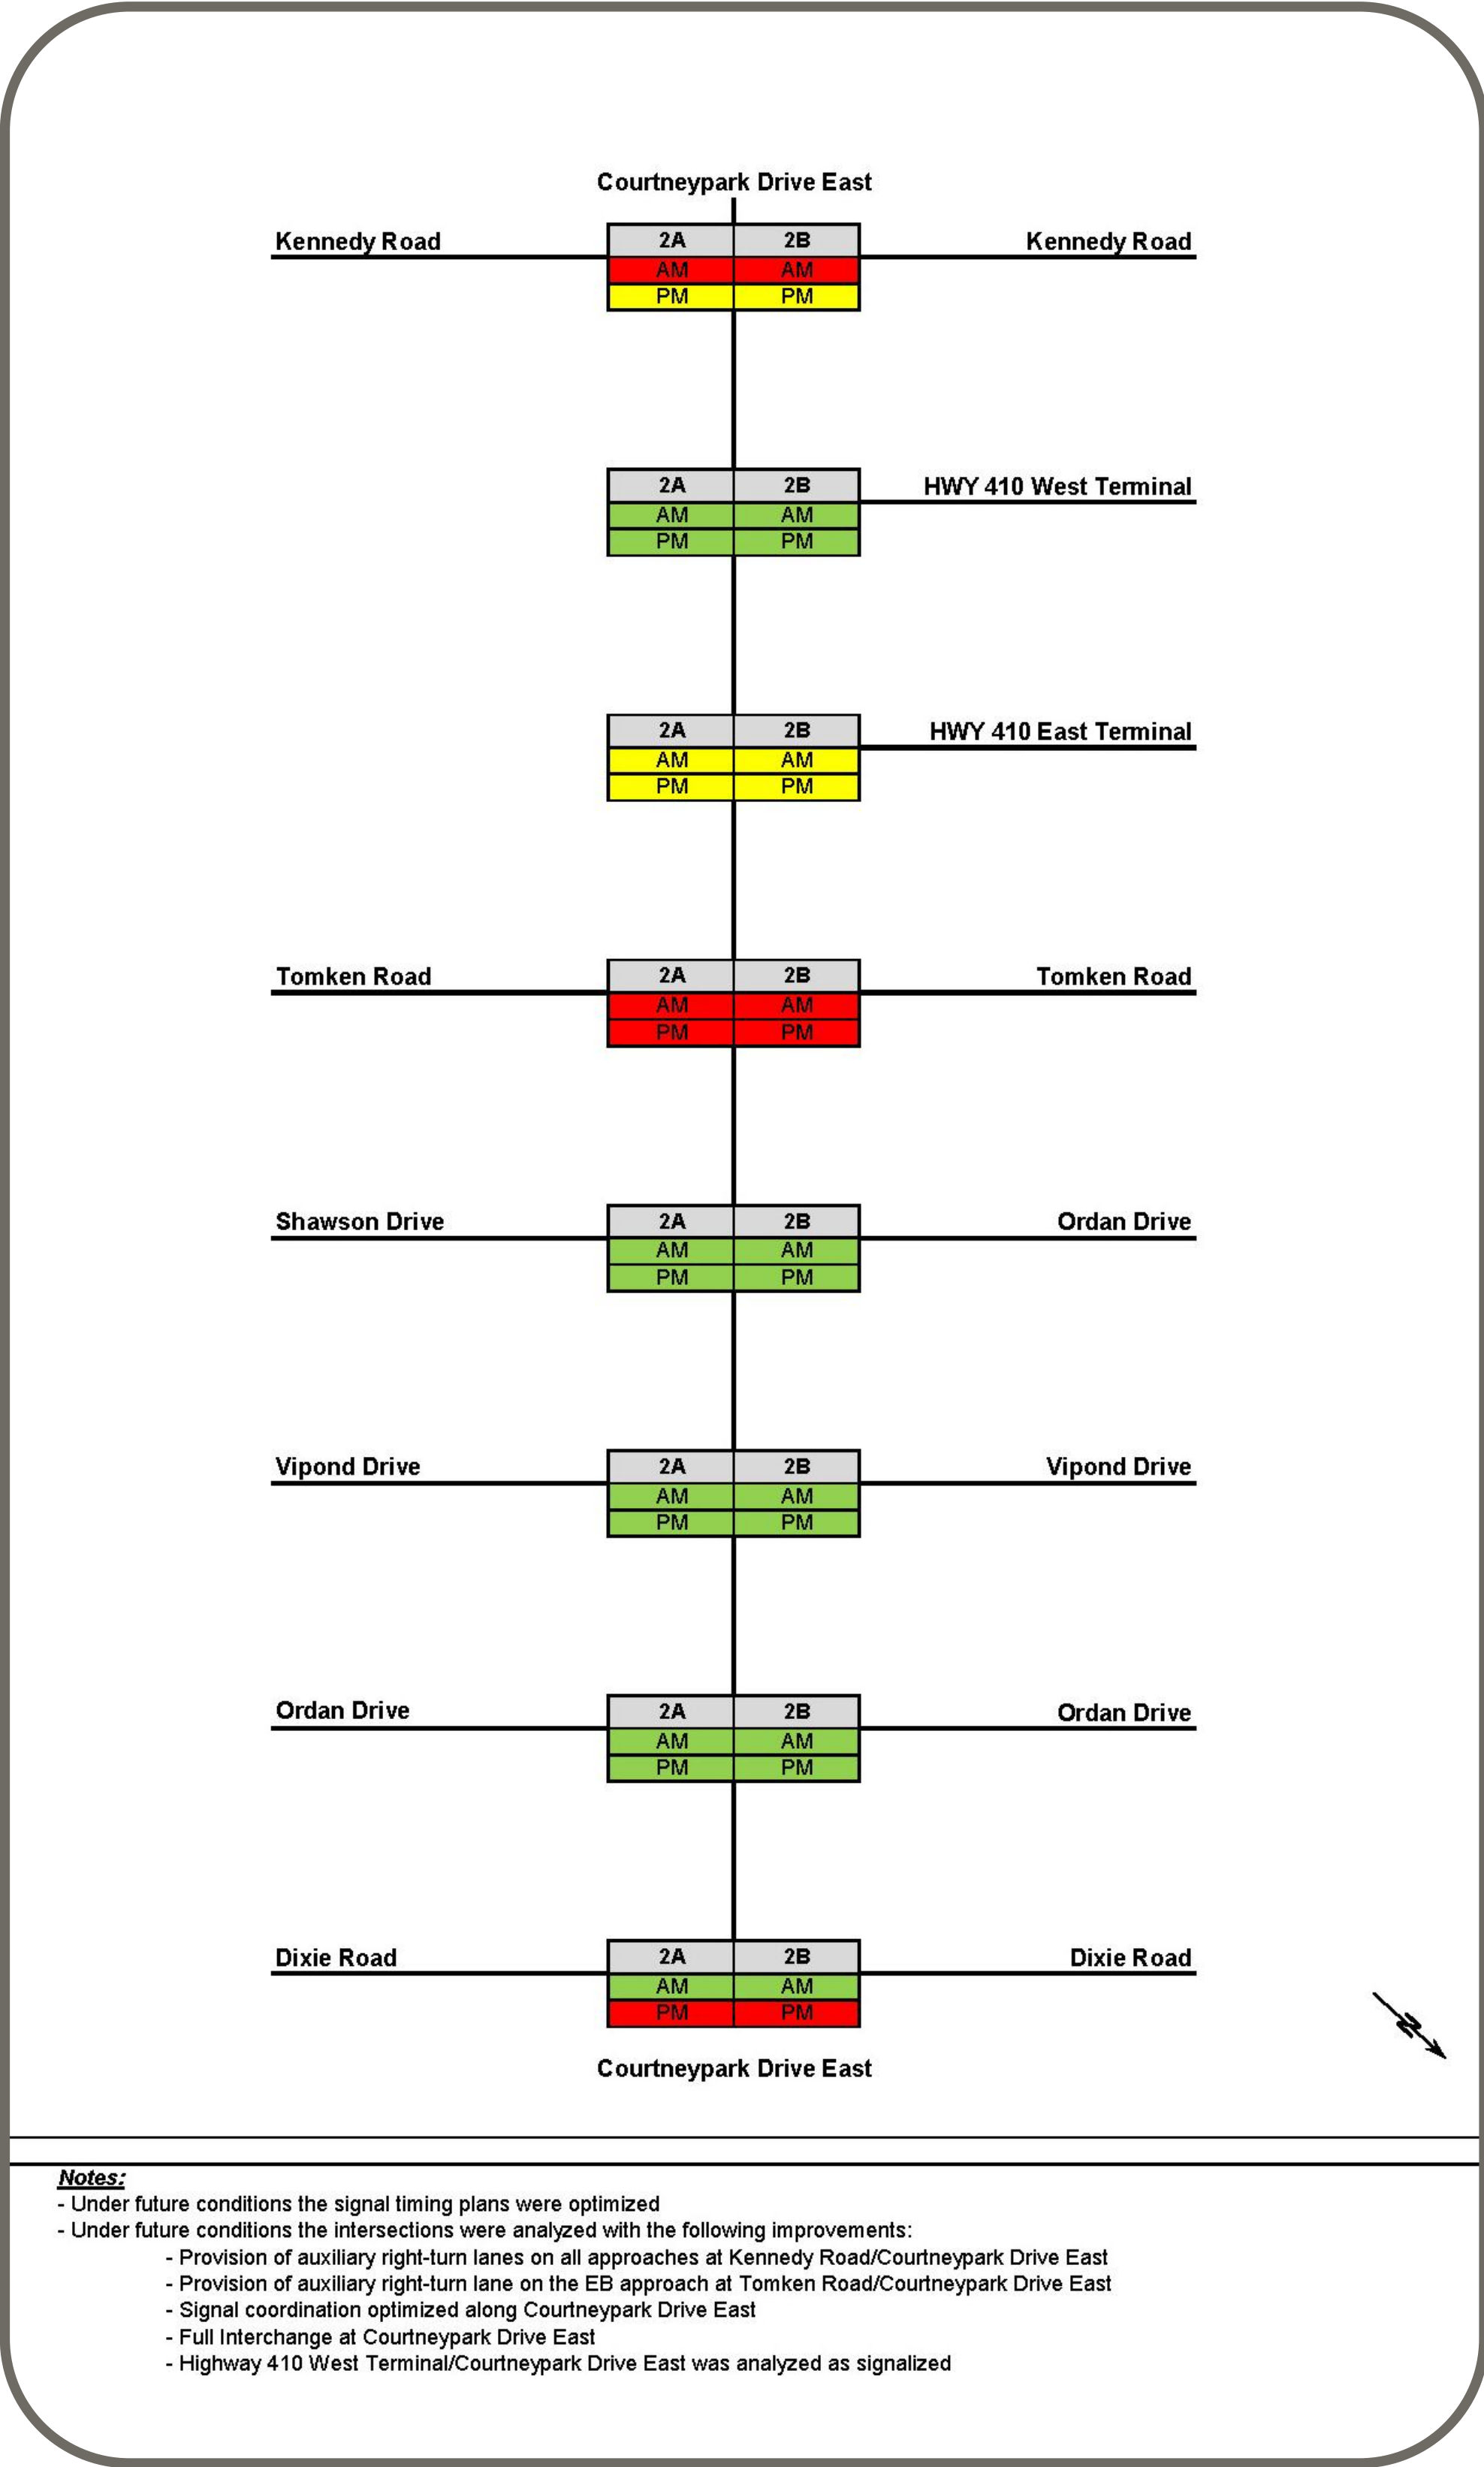 Courtneypark Drive East
Kennedy Road 2A 2B Kennedy Road
AM AM
PM PM
2A 2B HWY 410 West Terminal
AM AM
PM PM
2A 2B HWY 410 East Terminal
AM AM
PM PM
Tomken Road 2A 2B Tomken Road
AM AM
PM PM
Shawson Drive 2A 2B Ordan Drive
AM AM
PM PM
Vipond Drive 2A 2B Vipond Drive
AM AM
PM PM
Ordan Drive 2A 2B Ordan Drive
AM AM
PM PM
Dixie Road 2A 2B Dixie Road
AM AM
PM PM
N
Courtneypark Drive East
Notes:
- Under future conditions the signal timing plans were optimized
- Under future conditions the intersections were analyzed with the following improvements:
- Provision of auxiliary right-turn lanes on all approaches at Kennedy Road/Courtneypark Drive East
- Provision of auxiliary right-turn lane on the EB approach at Tomken Road/Courtneypark Drive East
- Signal coordination optimized along Courtneypark Drive East
- Full Interchange at Courtneypark Drive East
- Highway 410 West Terminal/Courtneypark Drive East was analyzed as signalized